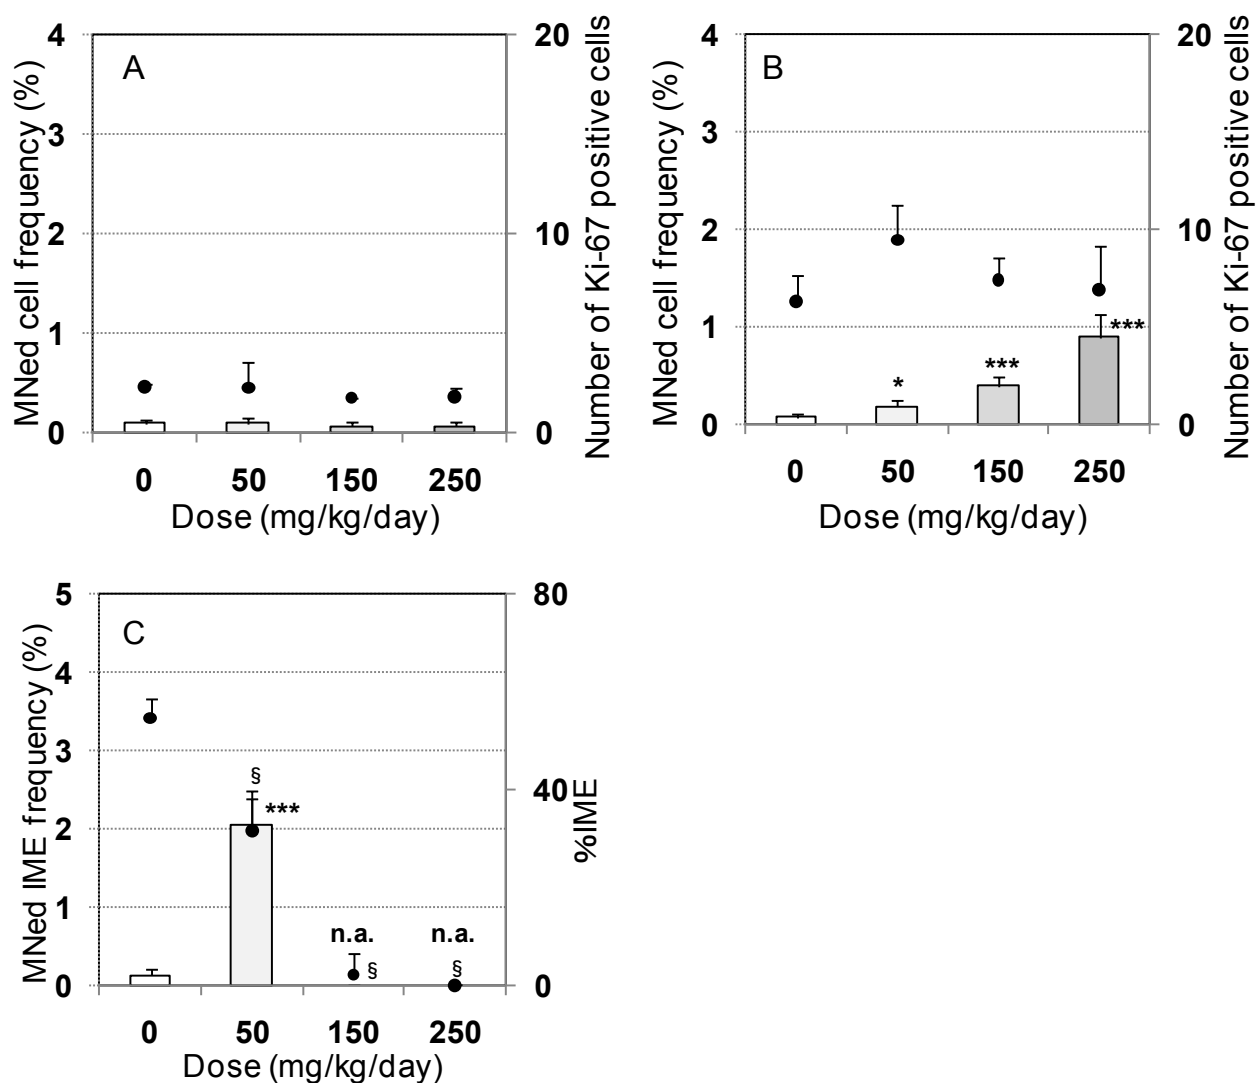 A
MNed cell frequency (%)
4
3
2
1
0
20
10
0
Number of Ki-67 positive cells
0 50 150 250
Dose (mg/kg/day)
B
MNed cell frequency (%)
4
3
2
1
0
20
10
0
Number of Ki-67 positive cells
*
***
***
0 50 150 250
Dose (mg/kg/day)
C
MNed IME frequency (%)
5
4
3
2
1
0
80
40
0
%IME
§
***
n.a. n.a.
§ §
0 50 150 250
Dose (mg/kg/day)